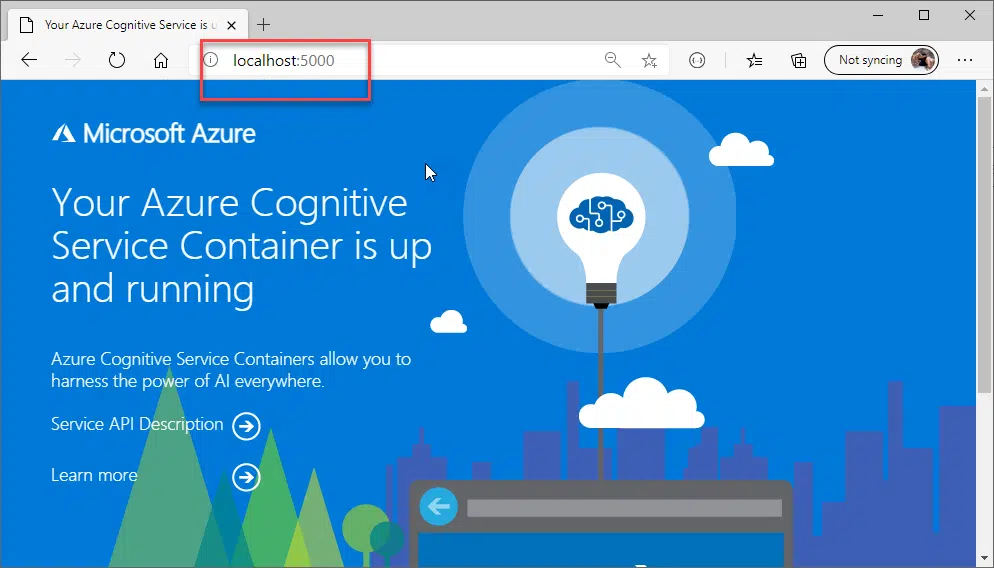 Your Azure Cognitive Service is u
localhost:5000
Not syncing
Microsoft Azure
Your Azure Cognitive
Service Container is up
and running
Azure Cognitive Service Containers allow you to
harness the power of AI everywhere.
Service API Description
Learn more